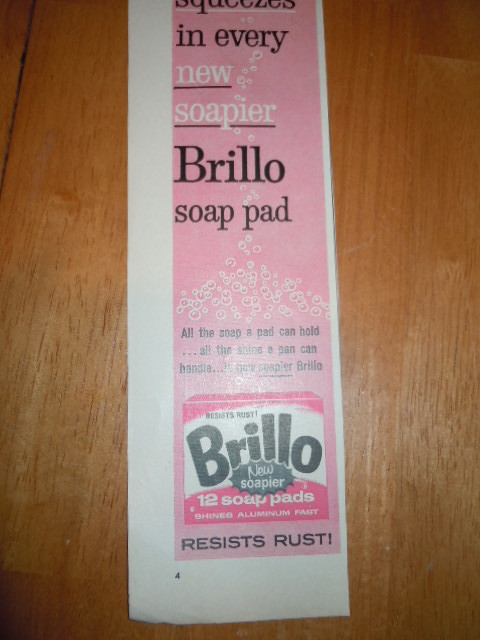 squeezes
in every
new
soapier
Brillo
soap pad
All the soap a pad can hold
...all the shine a pan can
handle...in new soapier Brillo
RESISTS RUST!
Brillo
New
soapier
12 soap pads
SHINES ALUMINUM FAST
RESISTS RUST!
4